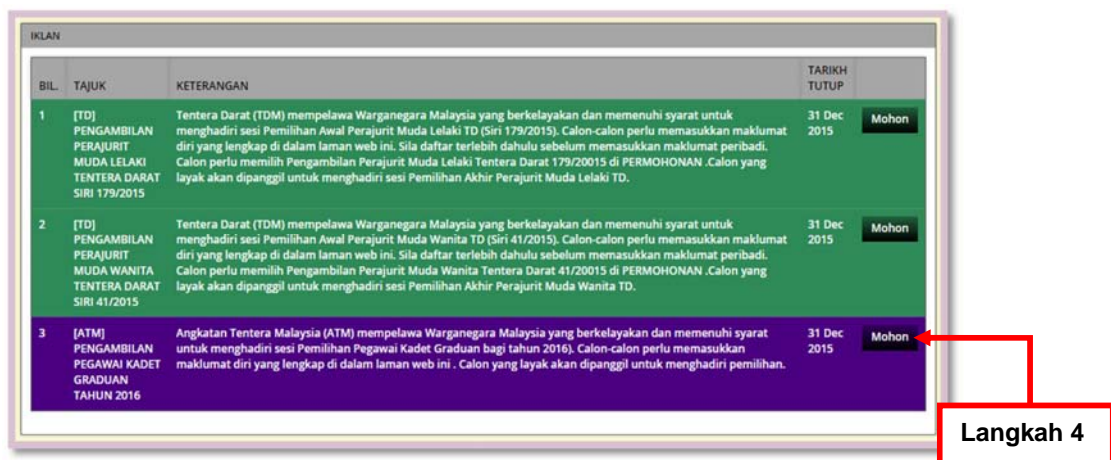 IKLAN
BIL. TAJUK KETERANGAN TARIKH TUTUP
1 [TD] PENGAMBILAN PERAJURIT MUDA LELAKI TENTERA DARAT SIRI 179/2015
Tentera Darat (TDM) mempelawa Warganegara Malaysia yang berkelayakan dan memenuhi syarat untuk
menghadiri sesi Pemilihan Awal Perajurit Muda Lelaki TD (Siri 179/2015). Calon-calon perlu memasukkan maklumat
diri yang lengkap di dalam laman web ini. Sila daftar terlebih dahulu sebelum memasukkan maklumat peribadi.
Calon perlu memilih Pengambilan Perajurit Muda Lelaki Tentera Darat 179/20015 di PERMOHONAN .Calon yang
layak akan dipanggil untuk menghadiri sesi Pemilihan Akhir Perajurit Muda Lelaki TD.
31 Dec 2015
Mohon
2 [TD] PENGAMBILAN PERAJURIT MUDA WANITA TENTERA DARAT SIRI 41/2015
Tentera Darat (TDM) mempelawa Warganegara Malaysia yang berkelayakan dan memenuhi syarat untuk
menghadiri sesi Pemilihan Awal Perajurit Muda Wanita TD (Siri 41/2015). Calon-calon perlu memasukkan maklumat
diri yang lengkap di dalam laman web ini. Sila daftar terlebih dahulu sebelum memasukkan maklumat peribadi.
Calon perlu memilih Pengambilan Perajurit Muda Wanita Tentera Darat 41/20015 di PERMOHONAN .Calon yang
layak akan dipanggil untuk menghadiri sesi Pemilihan Akhir Perajurit Muda Wanita TD.
31 Dec 2015
Mohon
3 [ATM] PENGAMBILAN PEGAWAI KADET GRADUAN TAHUN 2016
Angkatan Tentera Malaysia (ATM) mempelawa Warganegara Malaysia yang berkelayakan dan memenuhi syarat
untuk menghadiri sesi Pemilihan Pegawai Kadet Graduan bagi tahun 2016). Calon-calon perlu memasukkan
maklumat diri yang lengkap di dalam laman web ini . Calon yang layak akan dipanggil untuk menghadiri pemilihan.
31 Dec 2015
Mohon
Langkah 4